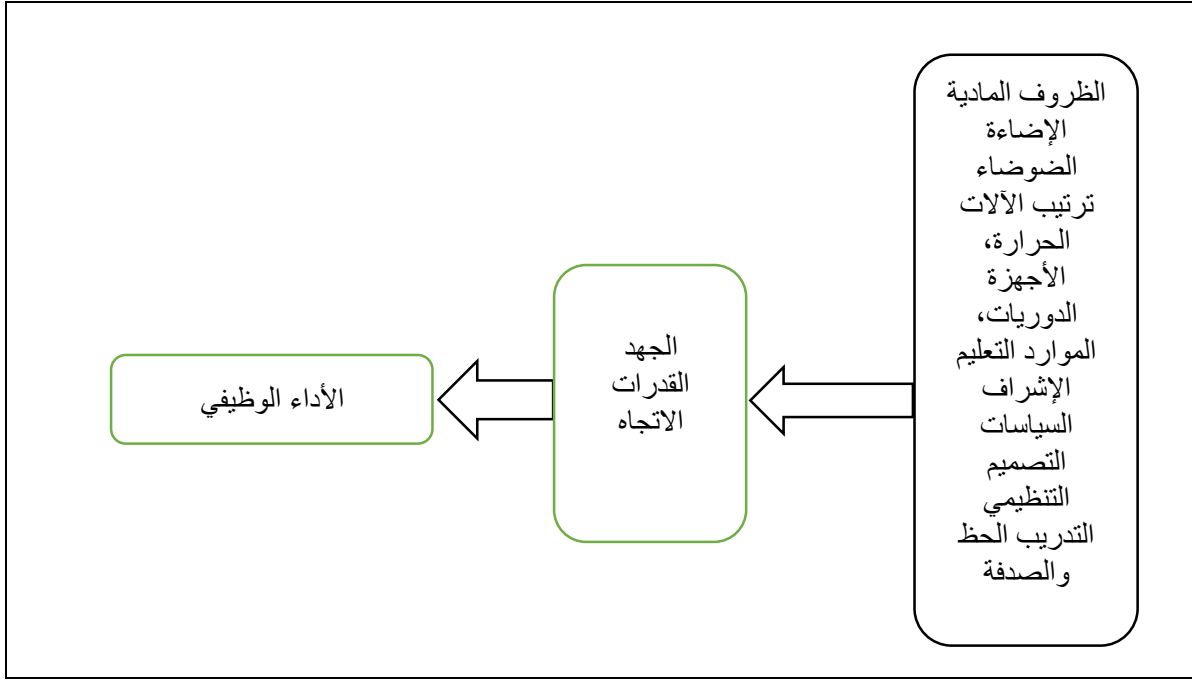 الظروف المادية
الإضاءة
الضوضاء
ترتيب الآلات
الحرارة،
الأجهزة
الدوريات،
الموارد التعليم
الإشراف
السياسات
التصميم
التنظيمي
التدريب الحظ
والصدفة
الجهد
القدرات
الاتجاه
الأداء الوظيفي